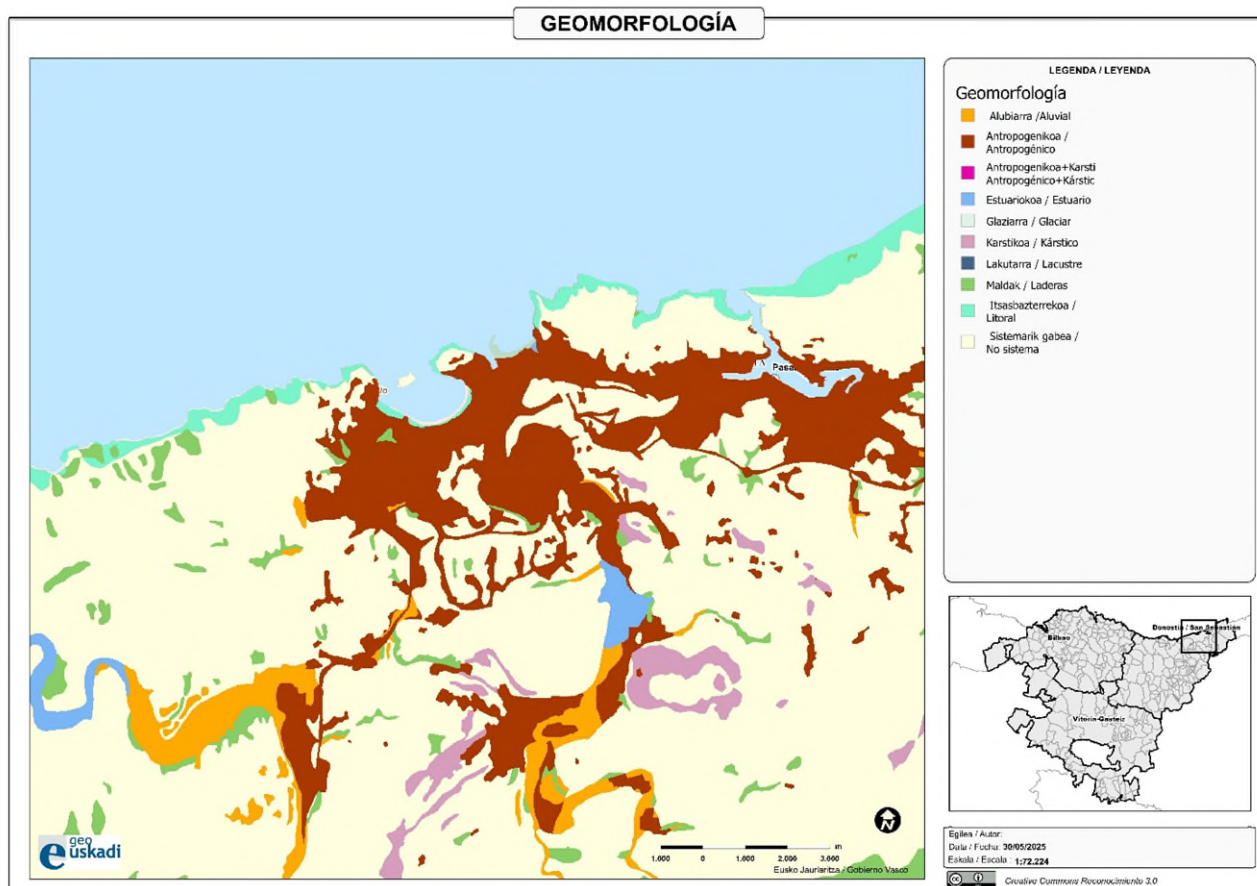 GEOMORFOLOGÍA
LEGENDA / LEYENDA
Geomorfología
Alubiarra /Aluvial
Antropogenikoa /
Antropogénico
Antropogenikoa+Karsti
Antropogénico+Kárstic
Estuariokoa / Estuario
Glaziarra / Glaciar
Karstikoa / Kárstico
Lakutarra / Lacustre
Maldak / Laderas
Itsasbazterrekoa /
Litoral
Sistemarik gabea /
No sistema
Pasa
Donostia / San Sebastián
Bilbao
Vitoria-Gasteiz
N
geo
euskadi
1.000 0 1.000 2.000 3.000 m
Eusko Jaurlaritza / Gobierno Vasco
Egilea / Autor:
Data / Fecha: 30/05/2025
Eskala / Escala : 1:72.224
cc
Creative Commons Reconocimiento 3.0